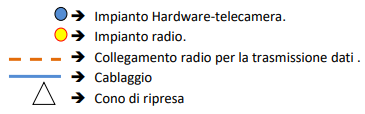 ➔ Impianto Hardware-telecamera.
➔ Impianto radio.
➔ Collegamento radio per la trasmissione dati .
➔ Cablaggio
➔ Cono di ripresa